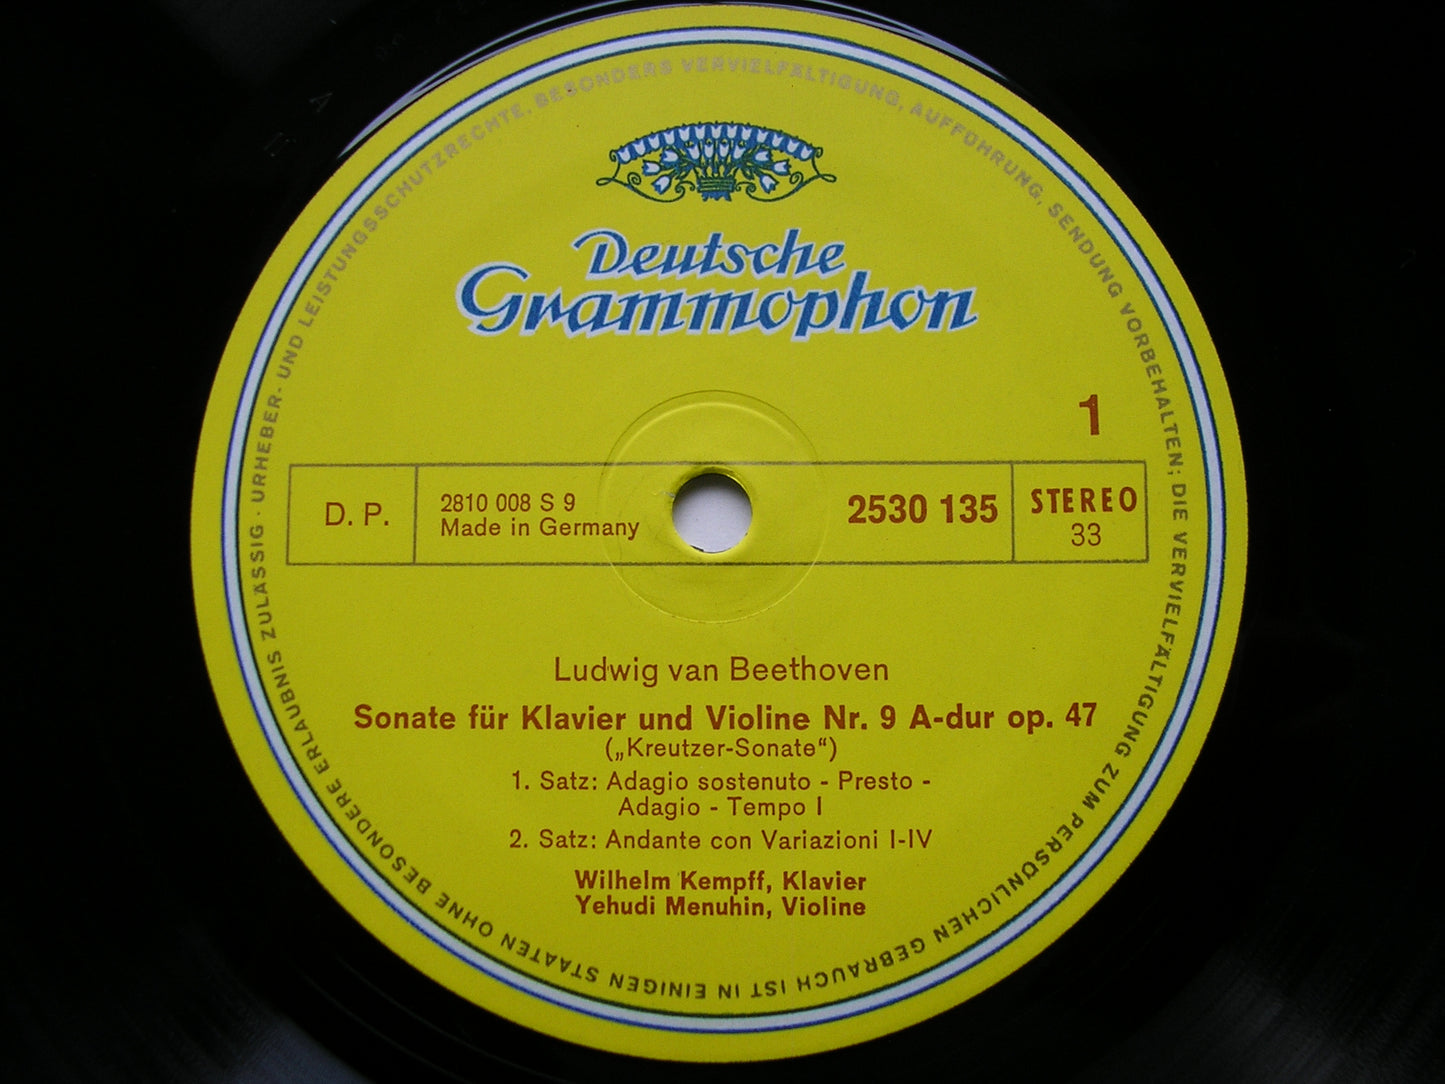 Deutsche
Grammophon
1
D. P.
2810 008 S 9
Made in Germany
2530 135
STEREO
33
Ludwig van Beethoven
Sonate für Klavier und Violine Nr. 9 A-dur op. 47
(„Kreutzer-Sonate“)
1. Satz: Adagio sostenuto - Presto -
Adagio - Tempo I
2. Satz: Andante con Variazioni I-IV
Wilhelm Kempff, Klavier
Yehudi Menuhin, Violine
URHEBER- UND LEISTUNGSSCHUTZRECHTE, BESONDERS VERVIELFÄLTIGUNG, AUFFÜHRUNG, SENDUNG VORBEHALTEN; DIE VERVIELFÄLTIGUNG ZUM PERSÖNLICHEN GEBRAUCH IST IN EINIGEN STAATEN OHNE BESONDERE ERLAUBNIS ZULÄSSIG ·